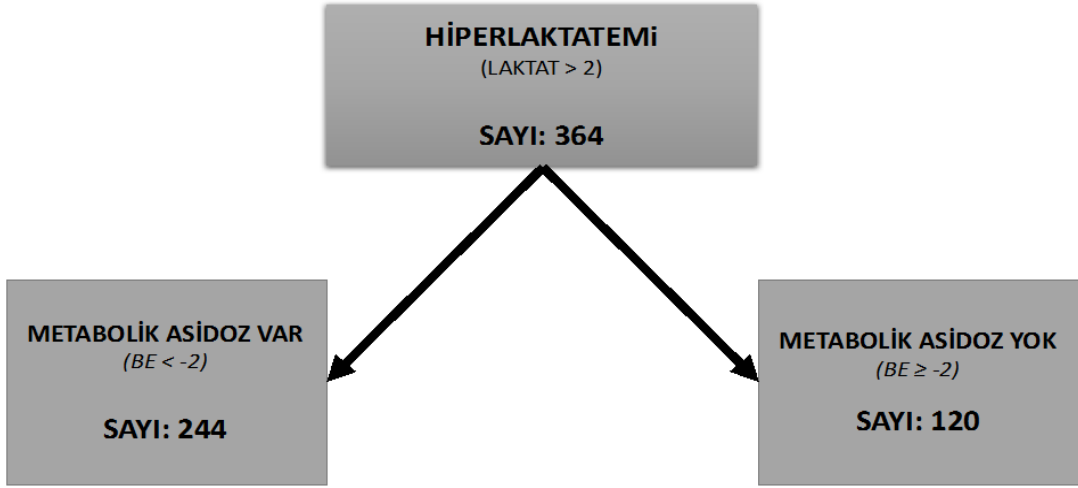 HİPERLAKTATEMi
(LAKTAT > 2)
SAYI: 364
METABOLİK ASİDOZ VAR
(BE < -2)
SAYI: 244
METABOLİK ASİDOZ YOK
(BE ≥ -2)
SAYI: 120